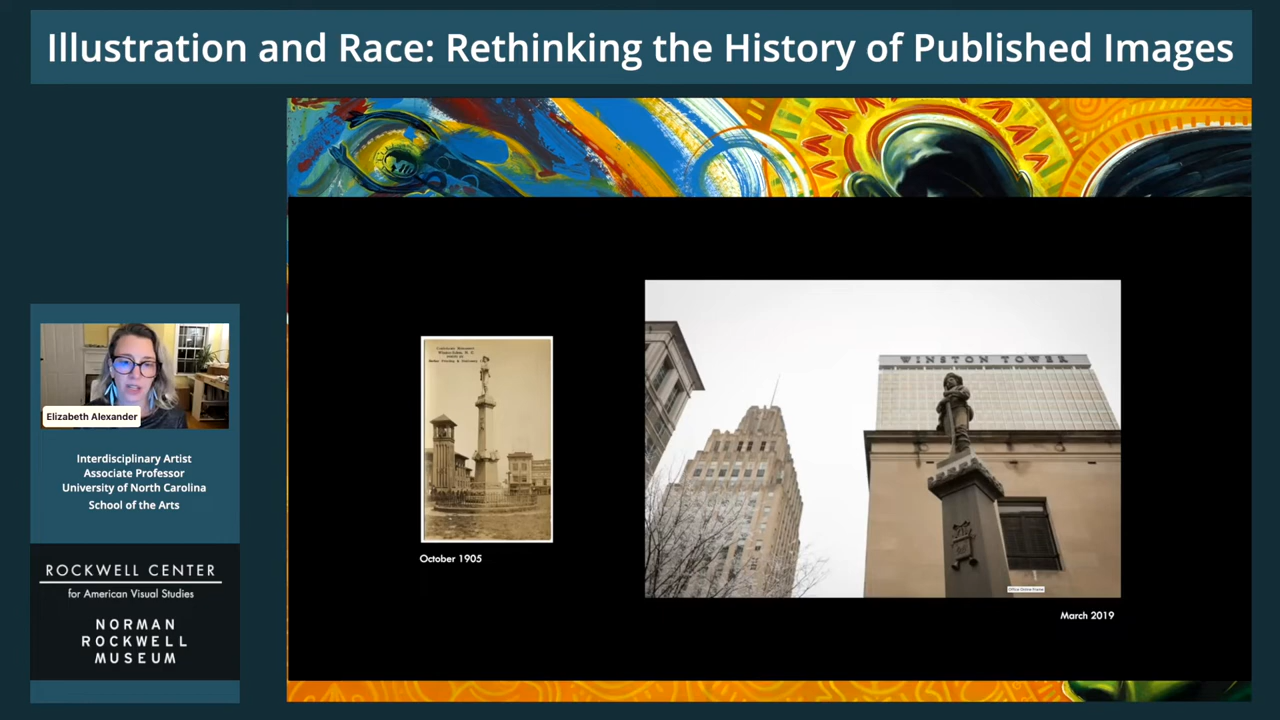 Illustration and Race: Rethinking the History of Published Images
Elizabeth Alexander
Interdisciplinary Artist
Associate Professor
University of North Carolina
School of the Arts
ROCKWELL CENTER
for American Visual Studies
NORMAN
ROCKWELL
MUSEUM
October 1905
WINSTON TOWER
March 2019